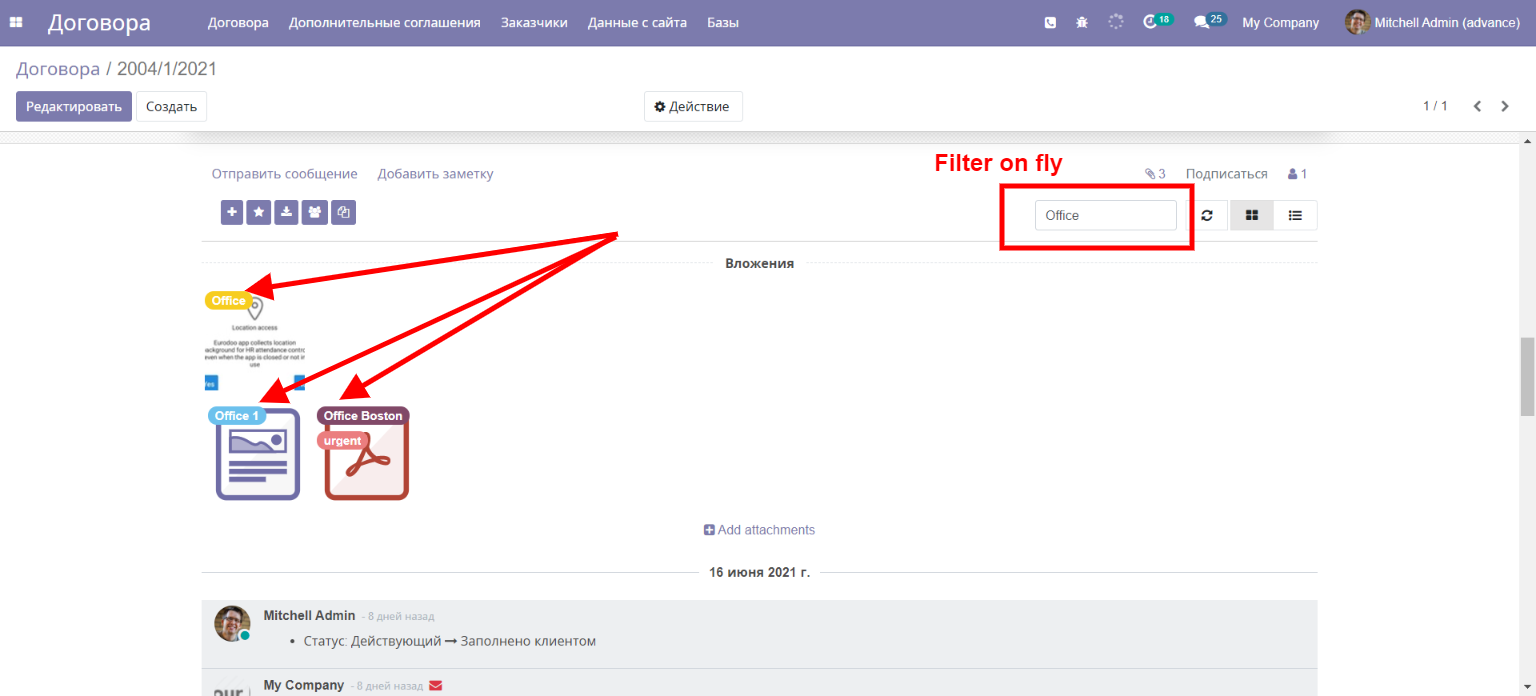 Договора
Договора Дополнительные соглашения Заказчики Данные с сайта Базы
18 25 My Company Mitchell Admin (advance)
Договора / 2004/1/2021
Редактировать Создать Действие 1 / 1
Filter on fly
Отправить сообщение Добавить заметку 3 Подписаться 1
Office
Вложения
Office
Location access
Eurodoo app collects location
background for HR attendance contro
even when the app is closed or not in
use
Yes
Office 1 Office Boston
urgent
Add attachments
16 июня 2021 г.
Mitchell Admin - 8 дней назад
• Статус: Действующий → Заполнено клиентом
My Company - 8 дней назад